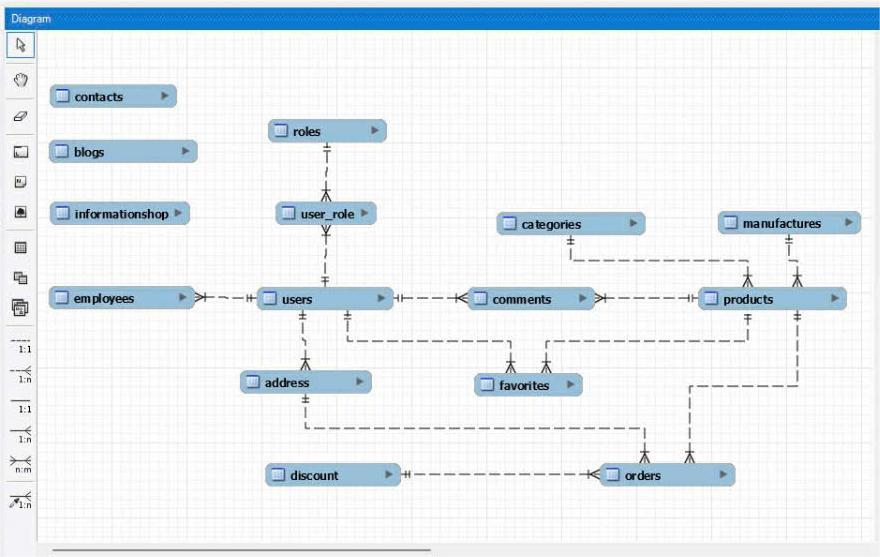 Diagram
contacts
roles
blogs
informationshop
user_role
categories
manufactures
employees
users
comments
products
address
favorites
discount
orders
1:1
1:n
1:1
1:n
n:m
1:n